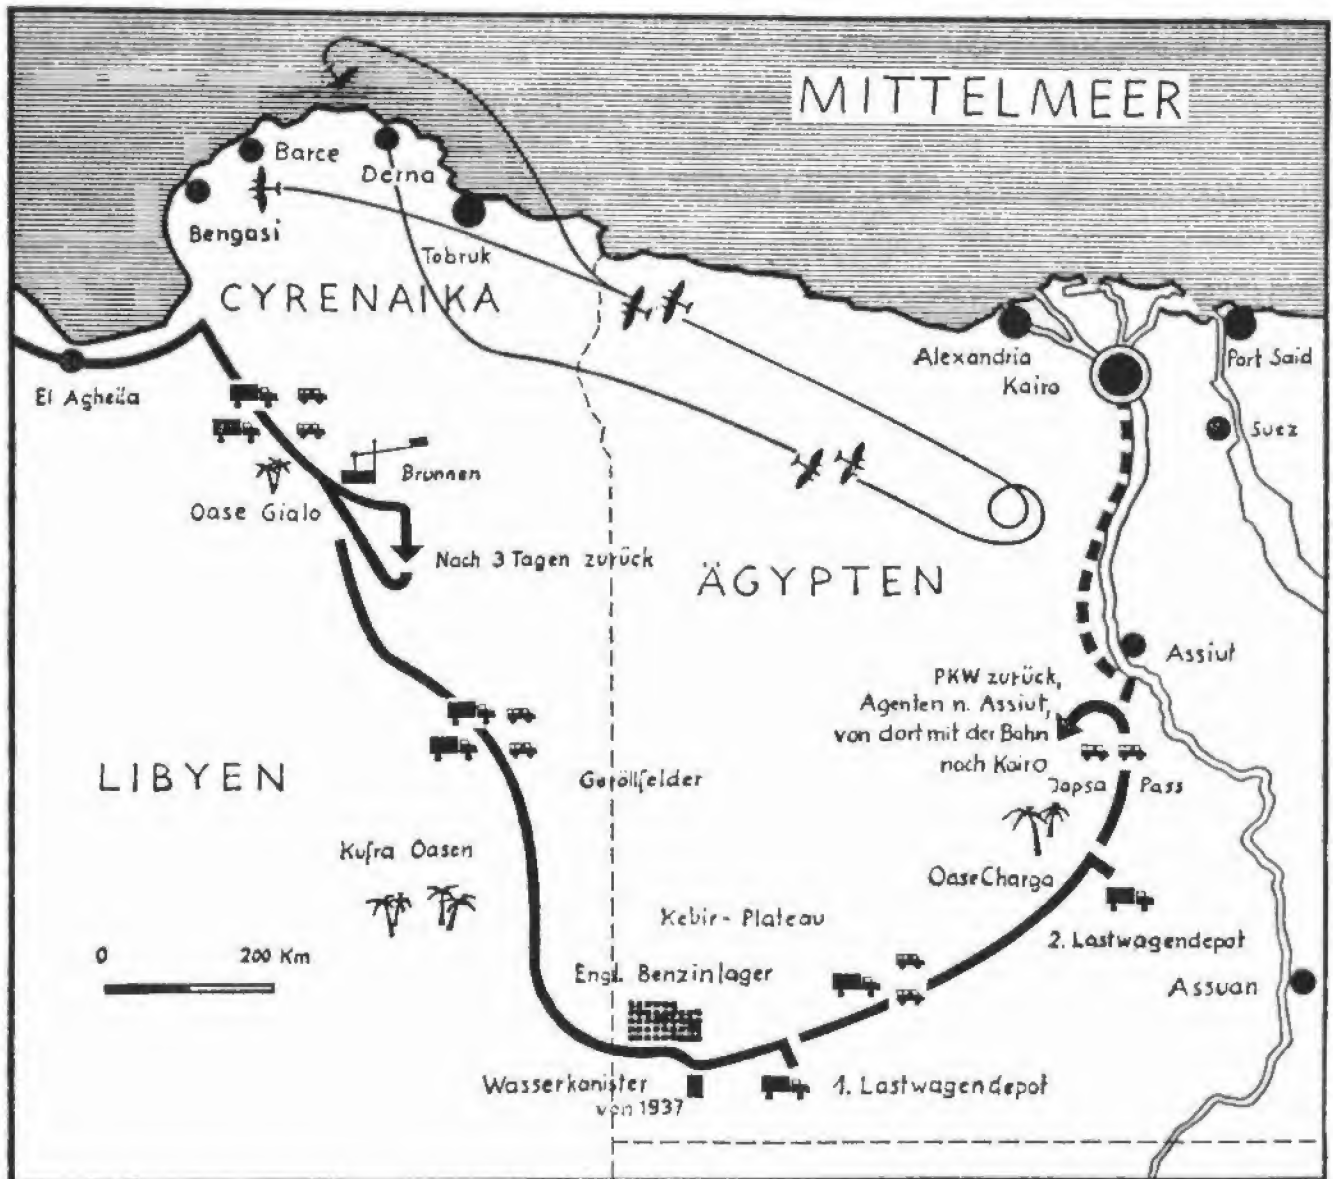 MITTELMEER
Barce
Derna
Bengasi
Tobruk
CYRENAIKA
Alexandria
Kairo
Port Said
El Agheila
Suez
Brunnen
Oase Gialo
Nach 3 Tagen zurück
ÄGYPTEN
Assiut
PKW zurück,
Agenten n. Assiut,
von dort mit der Bahn
nach Kairo
LIBYEN
Geröllfelder
Japsa Pass
Kufra Oasen
Oase Charga
Kebir-Plateau
2. Lastwagendepot
0 200 Km
Engl. Benzinlager
Assuan
Wasserkanister
von 1937
1. Lastwagendepot